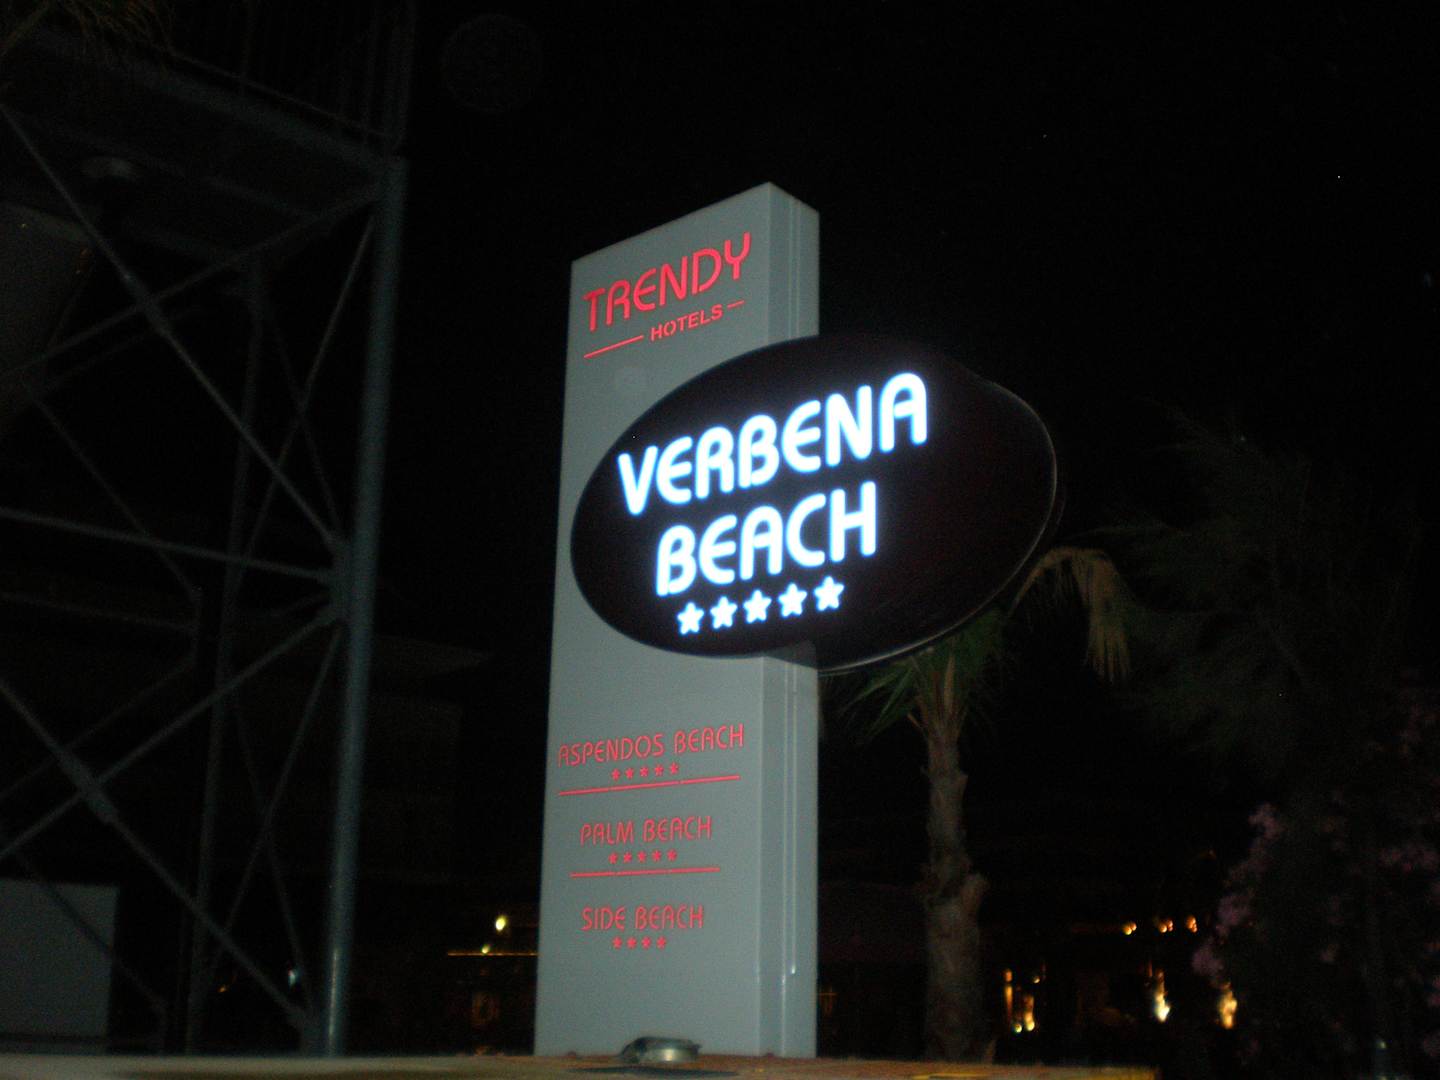 TRENDY
HOTELS
VERBENA
BEACH
ASPENDOS BEACH
PALM BEACH
SIDE BEACH